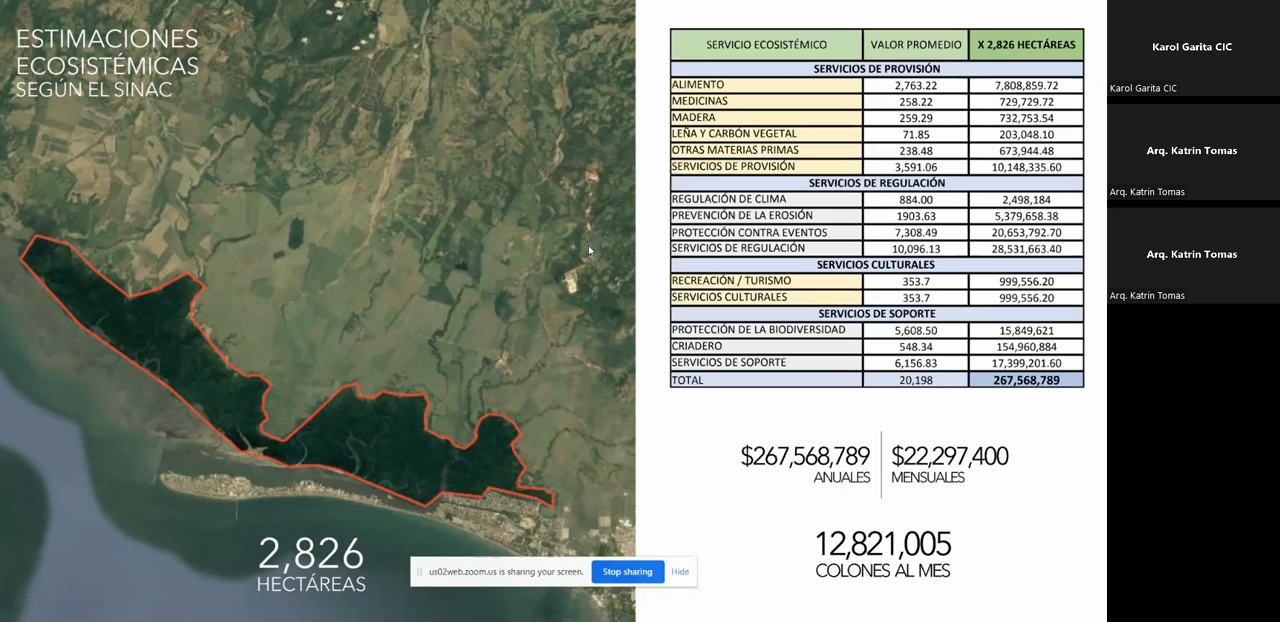 ESTIMACIONES
ECOSISTÉMICAS
SEGÚN EL SINAC
2,826
HECTÁREAS
SERVICIO ECOSISTÉMICO VALOR PROMEDIO X 2,826 HECTÁREAS
SERVICIOS DE PROVISIÓN
ALIMENTO 2,763.22 7,808,859.72
MEDICINAS 258.22 729,729.72
MADERA 259.29 732,753.54
LEÑA Y CARBÓN VEGETAL 71.85 203,048.10
OTRAS MATERIAS PRIMAS 238.48 673,944.48
SERVICIOS DE PROVISIÓN 3,591.06 10,148,335.60
SERVICIOS DE REGULACIÓN
REGULACIÓN DE CLIMA 884.00 2,498,184
PREVENCIÓN DE LA EROSIÓN 1903.63 5,379,658.38
PROTECCIÓN CONTRA EVENTOS 7,308.49 20,653,792.70
SERVICIOS DE REGULACIÓN 10,096.13 28,531,663.40
SERVICIOS CULTURALES
RECREACIÓN / TURISMO 353.7 999,556.20
SERVICIOS CULTURALES 353.7 999,556.20
SERVICIOS DE SOPORTE
PROTECCIÓN DE LA BIODIVERSIDAD 5,608.50 15,849,621
CRIADERO 548.34 154,960,884
SERVICIOS DE SOPORTE 6,156.83 17,399,201.60
TOTAL 20,198 267,568,789
$267,568,789 $22,297,400
ANUALES MENSUALES
12,821,005
COLONES AL MES
us02web.zoom.us is sharing your screen. Stop sharing Hide
Karol Garita CIC
Karol Garita CIC
Arq. Katrin Tomas
Arq. Katrin Tomas
Arq. Katrin Tomas
Arq. Katrin Tomas